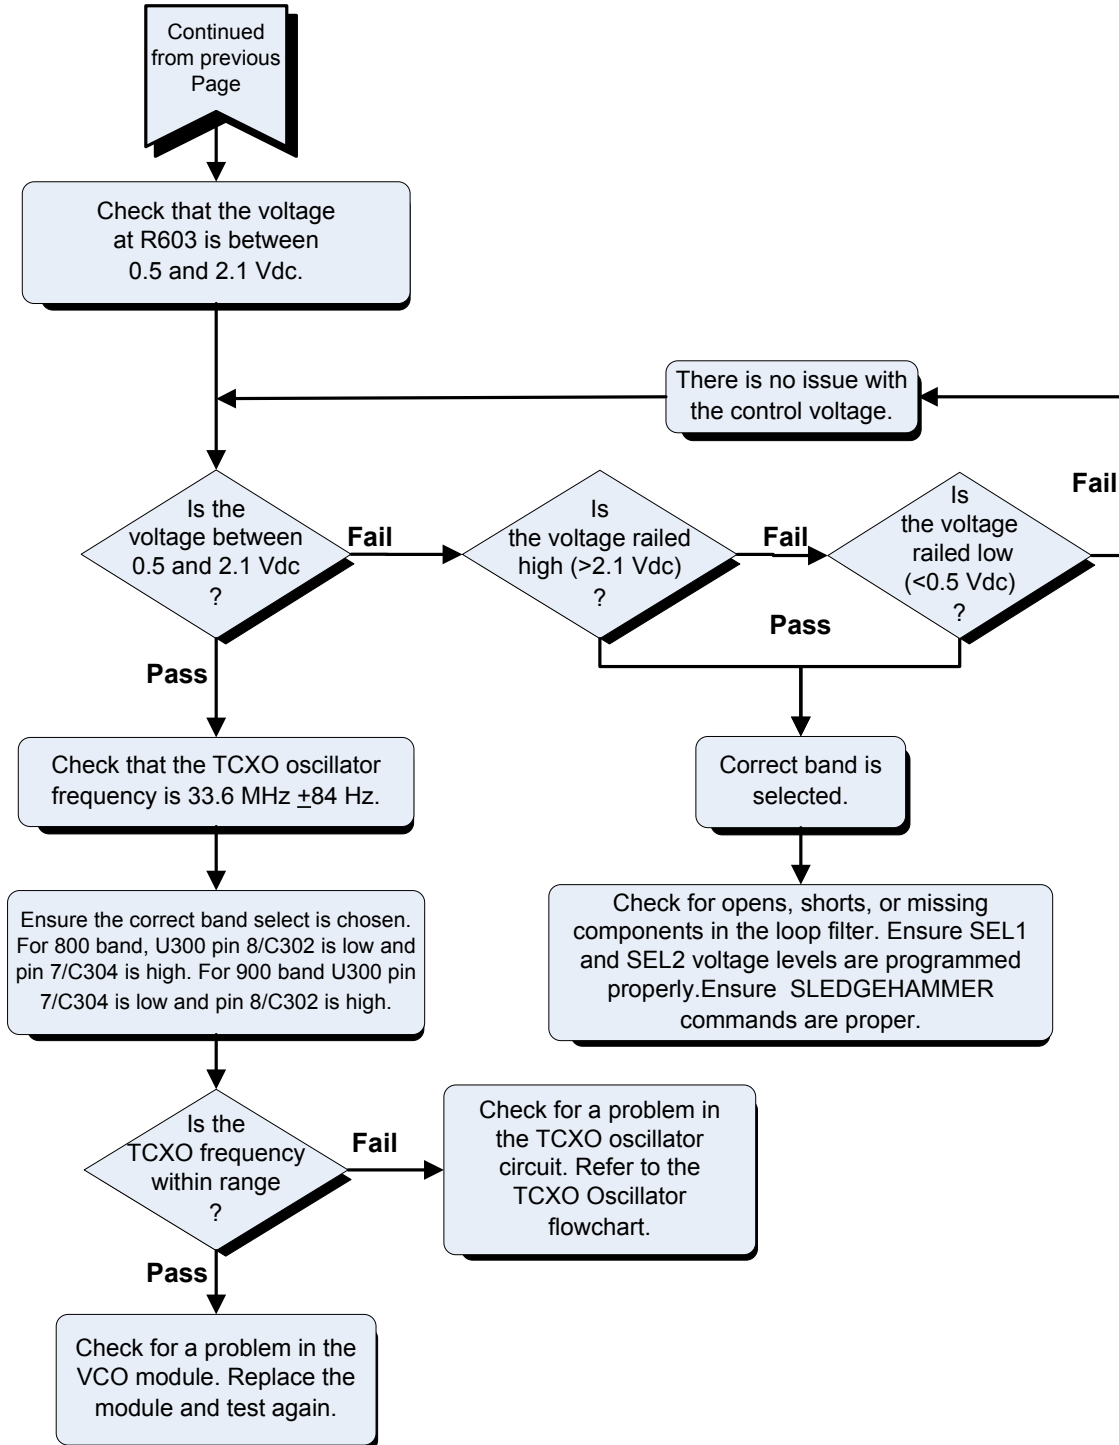 Continued
from previous
Page
Check that the voltage
at R603 is between
0.5 and 2.1 Vdc.
There is no issue with
the control voltage.
Is the
voltage between
0.5 and 2.1 Vdc
?
Fail
Is
the voltage railed
high (>2.1 Vdc)
?
Fail
Is
the voltage
railed low
(<0.5 Vdc)
?
Fail
Pass
Pass
Check that the TCXO oscillator
frequency is 33.6 MHz ±84 Hz.
Correct band is
selected.
Ensure the correct band select is chosen.
For 800 band, U300 pin 8/C302 is low and
pin 7/C304 is high. For 900 band U300 pin
7/C304 is low and pin 8/C302 is high.
Check for opens, shorts, or missing
components in the loop filter. Ensure SEL1
and SEL2 voltage levels are programmed
properly.Ensure SLEDGEHAMMER
commands are proper.
Is the
TCXO frequency
within range
?
Fail
Check for a problem in
the TCXO oscillator
circuit. Refer to the
TCXO Oscillator
flowchart.
Pass
Check for a problem in the
VCO module. Replace the
module and test again.